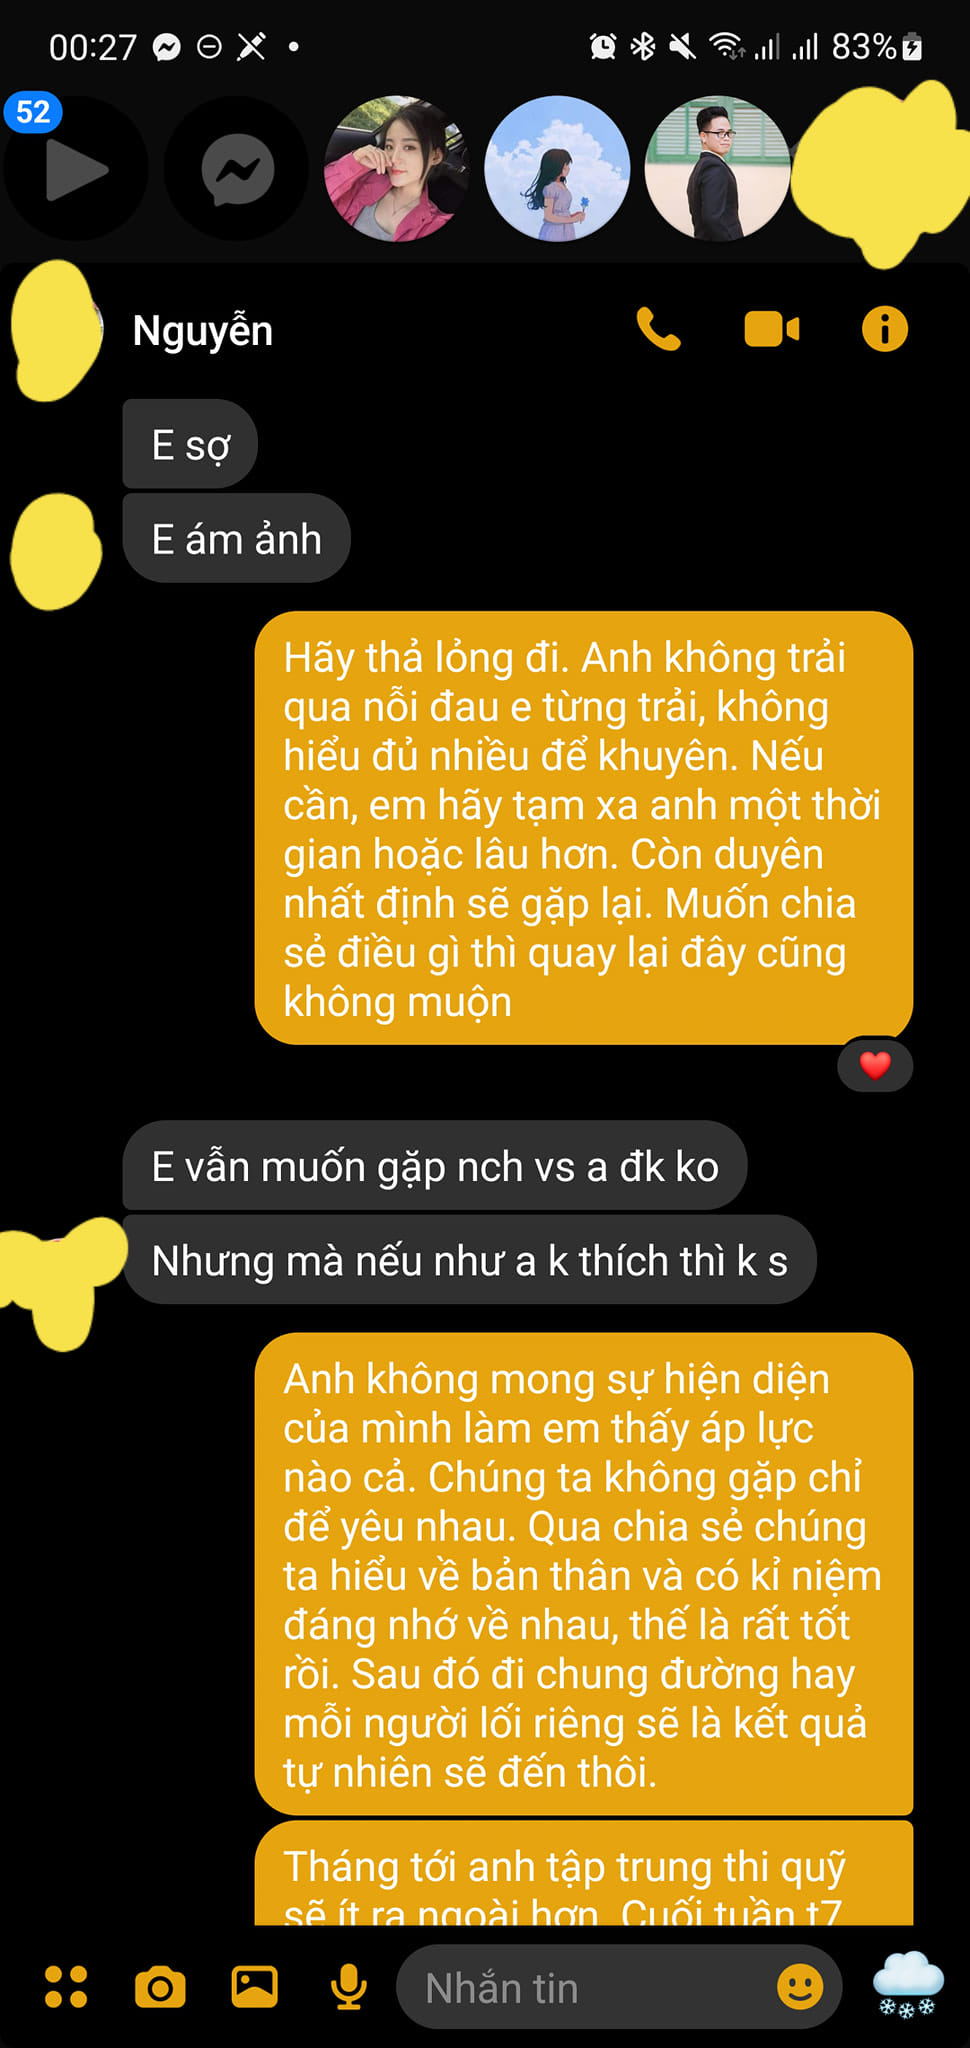 00:27
83%
52
Nguyễn
E sợ
E ám ảnh
Hãy thả lỏng đi. Anh không trải
qua nỗi đau e từng trải, không
hiểu đủ nhiều để khuyên. Nếu
cần, em hãy tạm xa anh một thời
gian hoặc lâu hơn. Còn duyên
nhất định sẽ gặp lại. Muốn chia
sẻ điều gì thì quay lại đây cũng
không muộn
E vẫn muốn gặp nch vs a đk ko
Nhưng mà nếu như a k thích thì k s
Anh không mong sự hiện diện
của mình làm em thấy áp lực
nào cả. Chúng ta không gặp chỉ
để yêu nhau. Qua chia sẻ chúng
ta hiểu về bản thân và có kỉ niệm
đáng nhớ về nhau, thế là rất tốt
rồi. Sau đó đi chung đường hay
mỗi người lối riêng sẽ là kết quả
tự nhiên sẽ đến thôi.
Tháng tới anh tập trung thi quỹ
sẽ ít ra ngoài hơn. Cuối tuần t7
Nhắn tin